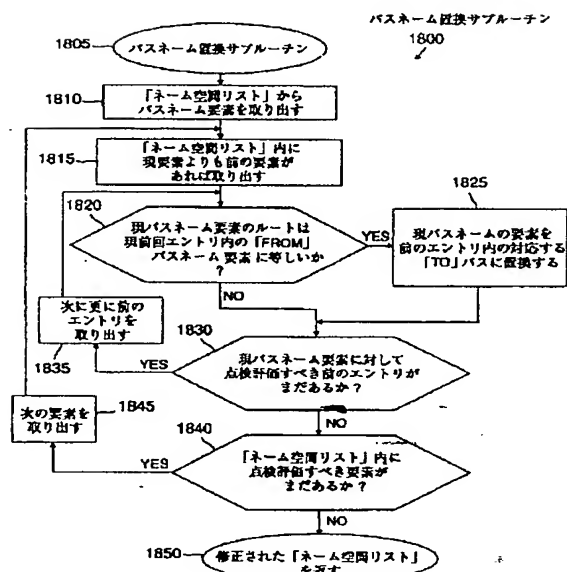 パスネーム置換サブルーチン
1800
1805
パスネーム置換サブルーチン
1810
「ネーム空間リスト」から
パスネーム要素を取り出す
1815
「ネーム空間リスト」内に
現要素よりも前の要素が
あれば取り出す
1820
現パスネーム要素のルートは
現前回エントリ内の「FROM」
パスネーム要素に等しいか
?
YES
1825
現パスネームの要素を
前のエントリ内の対応する
「TO」パスに置換する
NO
次に更に前の
エントリを
取り出す
1835
1830
現パスネーム要素に対して
点検評価すべき前のエントリが
まだあるか?
YES
NO
1845
次の要素を
取り出す
1840
「ネーム空間リスト」内に
点検評価すべき要素が
まだあるか?
YES
NO
1850
修正された「ネーム空間リスト」
を返す